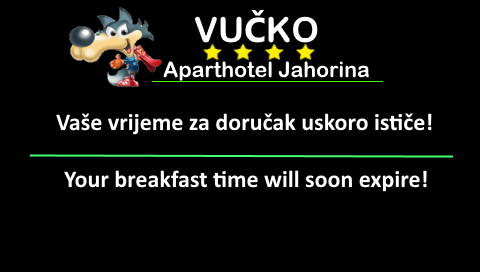 VUČKO
Aparthotel Jahorina
Vaše vrijeme za doručak uskoro ističe!
Your breakfast time will soon expire!